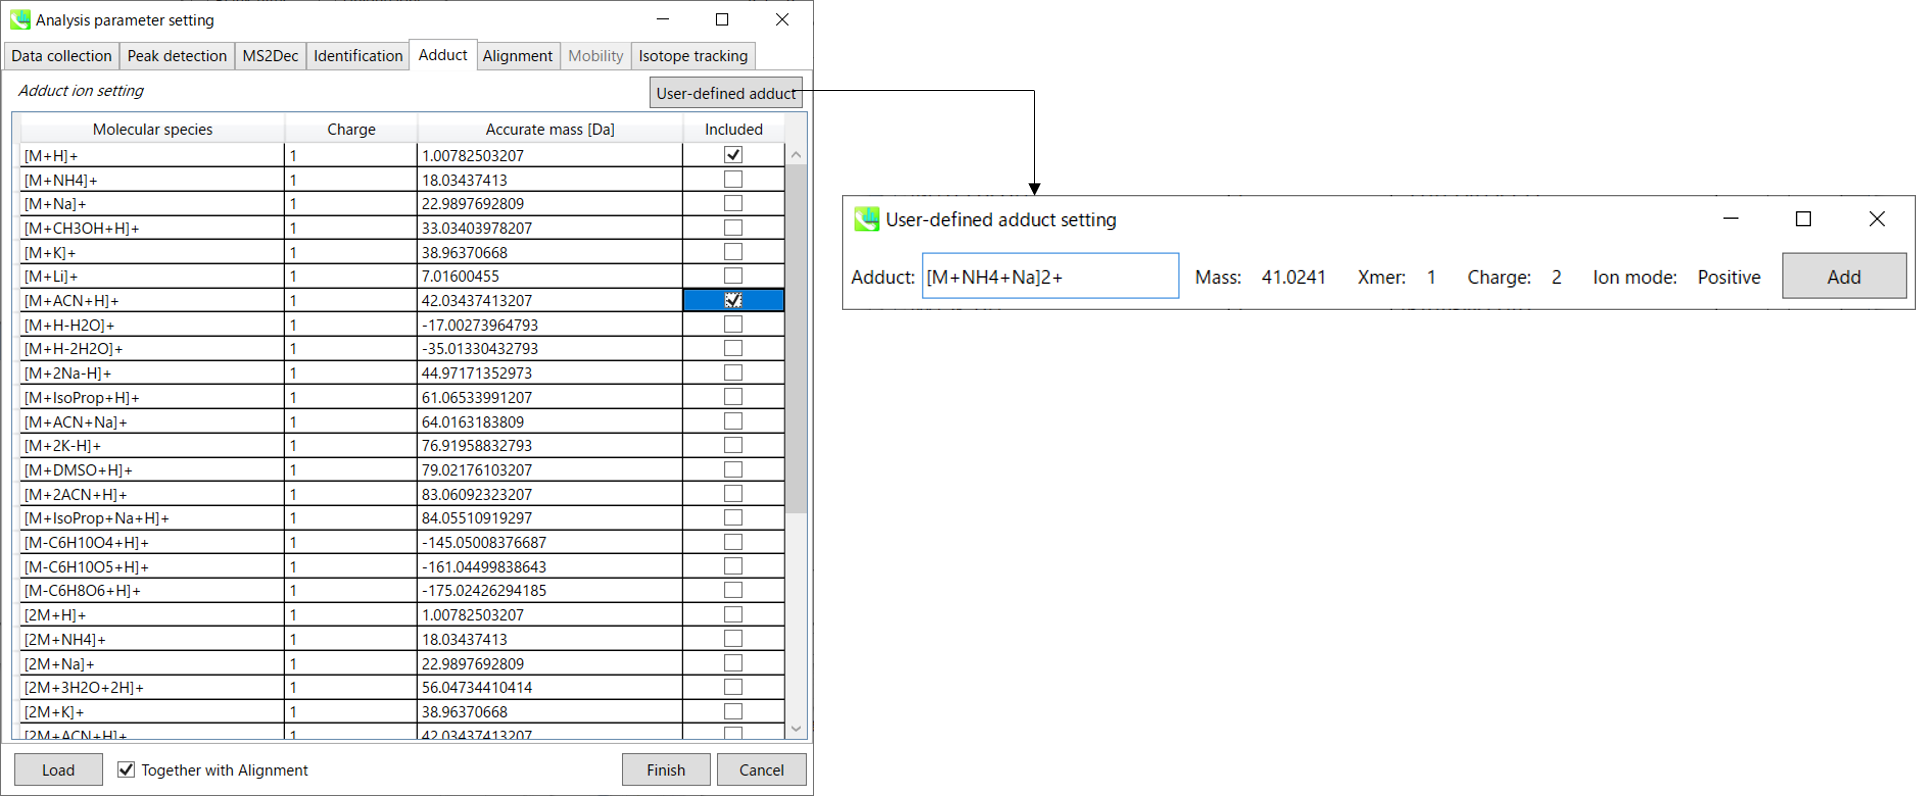 Analysis parameter setting
Data collection Peak detection MS2Dec Identification Adduct Alignment Mobility Isotope tracking
Adduct ion setting User-defined adduct
Molecular species Charge Accurate mass [Da] Included
[M+H]+ 1 1.00782503207
[M+NH4]+ 1 18.03437413
[M+Na]+ 1 22.9897692809
[M+CH3OH+H]+ 1 33.03403978207
[M+K]+ 1 38.96370668
[M+Li]+ 1 7.01600455
[M+ACN+H]+ 1 42.03437413207
[M+H-H2O]+ 1 -17.00273964793
[M+H-2H2O]+ 1 -35.01330432793
[M+2Na-H]+ 1 44.97171352973
[M+IsoProp+H]+ 1 61.06533991207
[M+ACN+Na]+ 1 64.0163183809
[M+2K-H]+ 1 76.91958832793
[M+DMSO+H]+ 1 79.02176103207
[M+2ACN+H]+ 1 83.06092323207
[M+IsoProp+Na+H]+ 1 84.05510919297
[M-C6H10O4+H]+ 1 -145.05008376687
[M-C6H10O5+H]+ 1 -161.04499838643
[M-C6H8O6+H]+ 1 -175.02426294185
[2M+H]+ 1 1.00782503207
[2M+NH4]+ 1 18.03437413
[2M+Na]+ 1 22.9897692809
[2M+3H2O+2H]+ 1 56.04734410414
[2M+K]+ 1 38.96370668
[2M+ACN+H]+ 1 42.03437413207
Load Together with Alignment Finish Cancel
User-defined adduct setting
Adduct: [M+NH4+Na]2+ Mass: 41.0241 Xmer: 1 Charge: 2 Ion mode: Positive Add